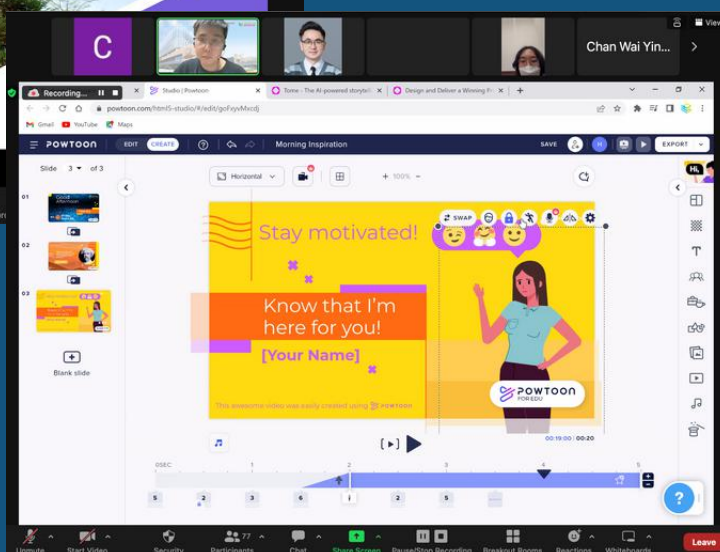 C
Chan Wai Yin...
View
Recording...
Studio | Powtoon
Tome - The AI-powered storytell
Design and Deliver a Winning Pr
powtoon.com/html5-studio/#/edit/goFxyvMxcdj
Gmail
YouTube
Maps
POWTOON
EDIT
CREATE
Morning Inspiration
SAVE
H
EXPORT
Slide 3 of 3
Horizontal
+ 100% -
Hi,
01
Good
afternoon
02
03
Blank slide
Stay motivated!
SWAP
Know that I'm
here for you!
[Your Name]
POWTOON
FOR EDU
This awesome video was easily created using POWTOON
00:19:00 00:20
0SEC 1 2 3 4 5
5 2 3 6 i 2 5
?
77
Unmute
Start Video
Security
Participants
Chat
Share Screen
Pause/Stop Recording
Breakout Rooms
Reactions
Whiteboards
Leave